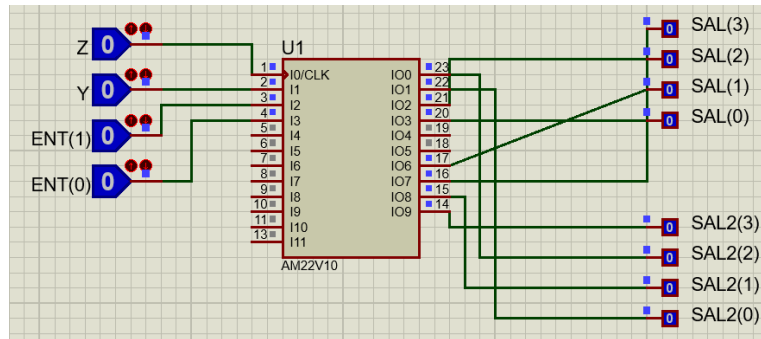 Z 0
Y 0
ENT(1) 0
ENT(0) 0
U1
1 I0/CLK
2 I1
3 I2
4 I3
5 I4
6 I5
7 I6
8 I7
9 I8
10 I9
11 I10
13 I11
IO0 23
IO1 22
IO2 21
IO3 20
IO4 19
IO5 18
IO6 17
IO7 16
IO8 15
IO9 14
AM22V10
0 SAL(3)
0 SAL(2)
0 SAL(1)
0 SAL(0)
0 SAL2(3)
0 SAL2(2)
0 SAL2(1)
0 SAL2(0)